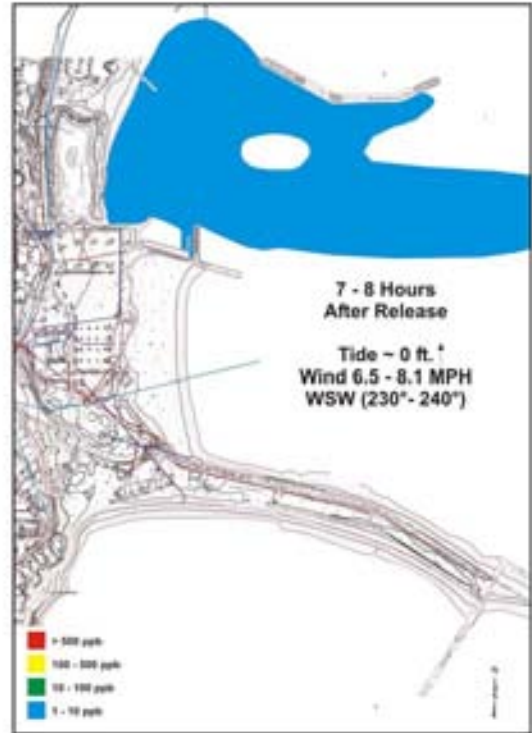 7 - 8 Hours
After Release
Tide ~ 0 ft.
Wind 6.5 - 8.1 MPH
WSW (230°- 240°)
> 500 ppb
100 - 500 ppb
10 - 100 ppb
1 - 10 ppb